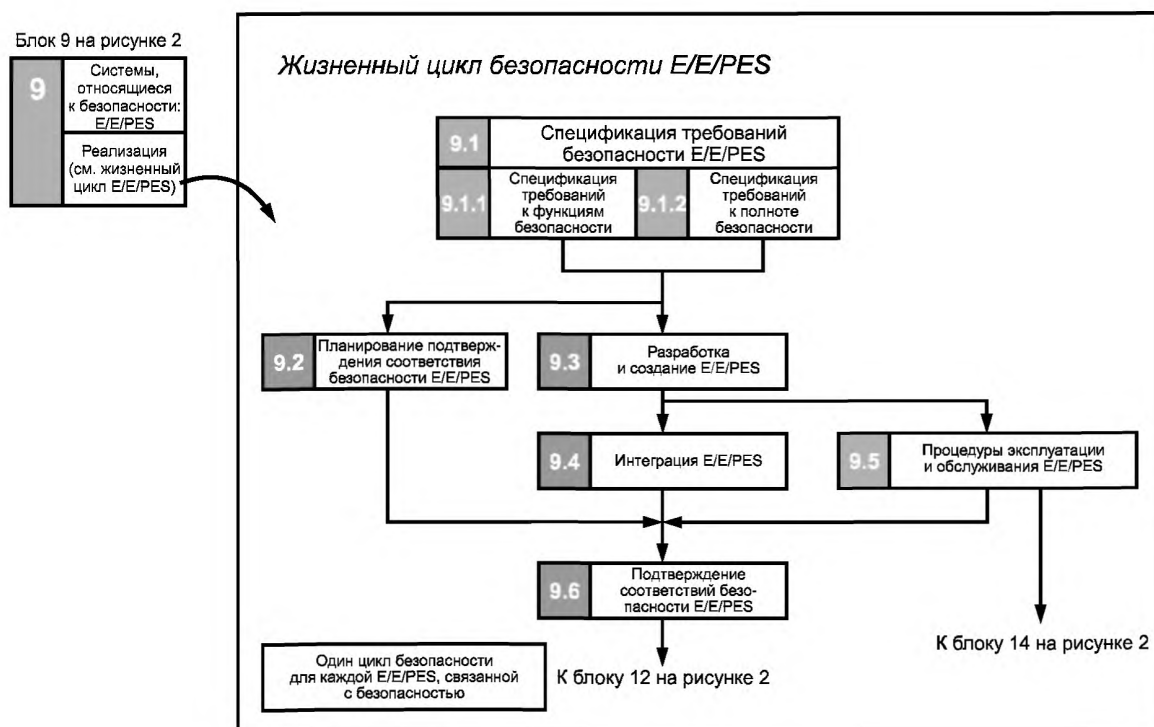 Блок 9 на рисунке 2
9
Системы,
относящиеся
к безопасности:
E/E/PES
Реализация
(см. жизненный
цикл E/E/PES)
Жизненный цикл безопасности E/E/PES
9.1
Спецификация требований
безопасности E/E/PES
9.1.1
Спецификация
требований
к функциям
безопасности
9.1.2
Спецификация
требований
к полноте
безопасности
9.2
Планирование подтверж-
дения соответствия
безопасности E/E/PES
9.3
Разработка
и создание E/E/PES
9.4
Интеграция E/E/PES
9.5
Процедуры эксплуатации
и обслуживания E/E/PES
9.6
Подтверждение
соответствий безо-
пасности E/E/PES
К блоку 14 на рисунке 2
Один цикл безопасности
для каждой E/E/PES, связанной
с безопасностью
К блоку 12 на рисунке 2